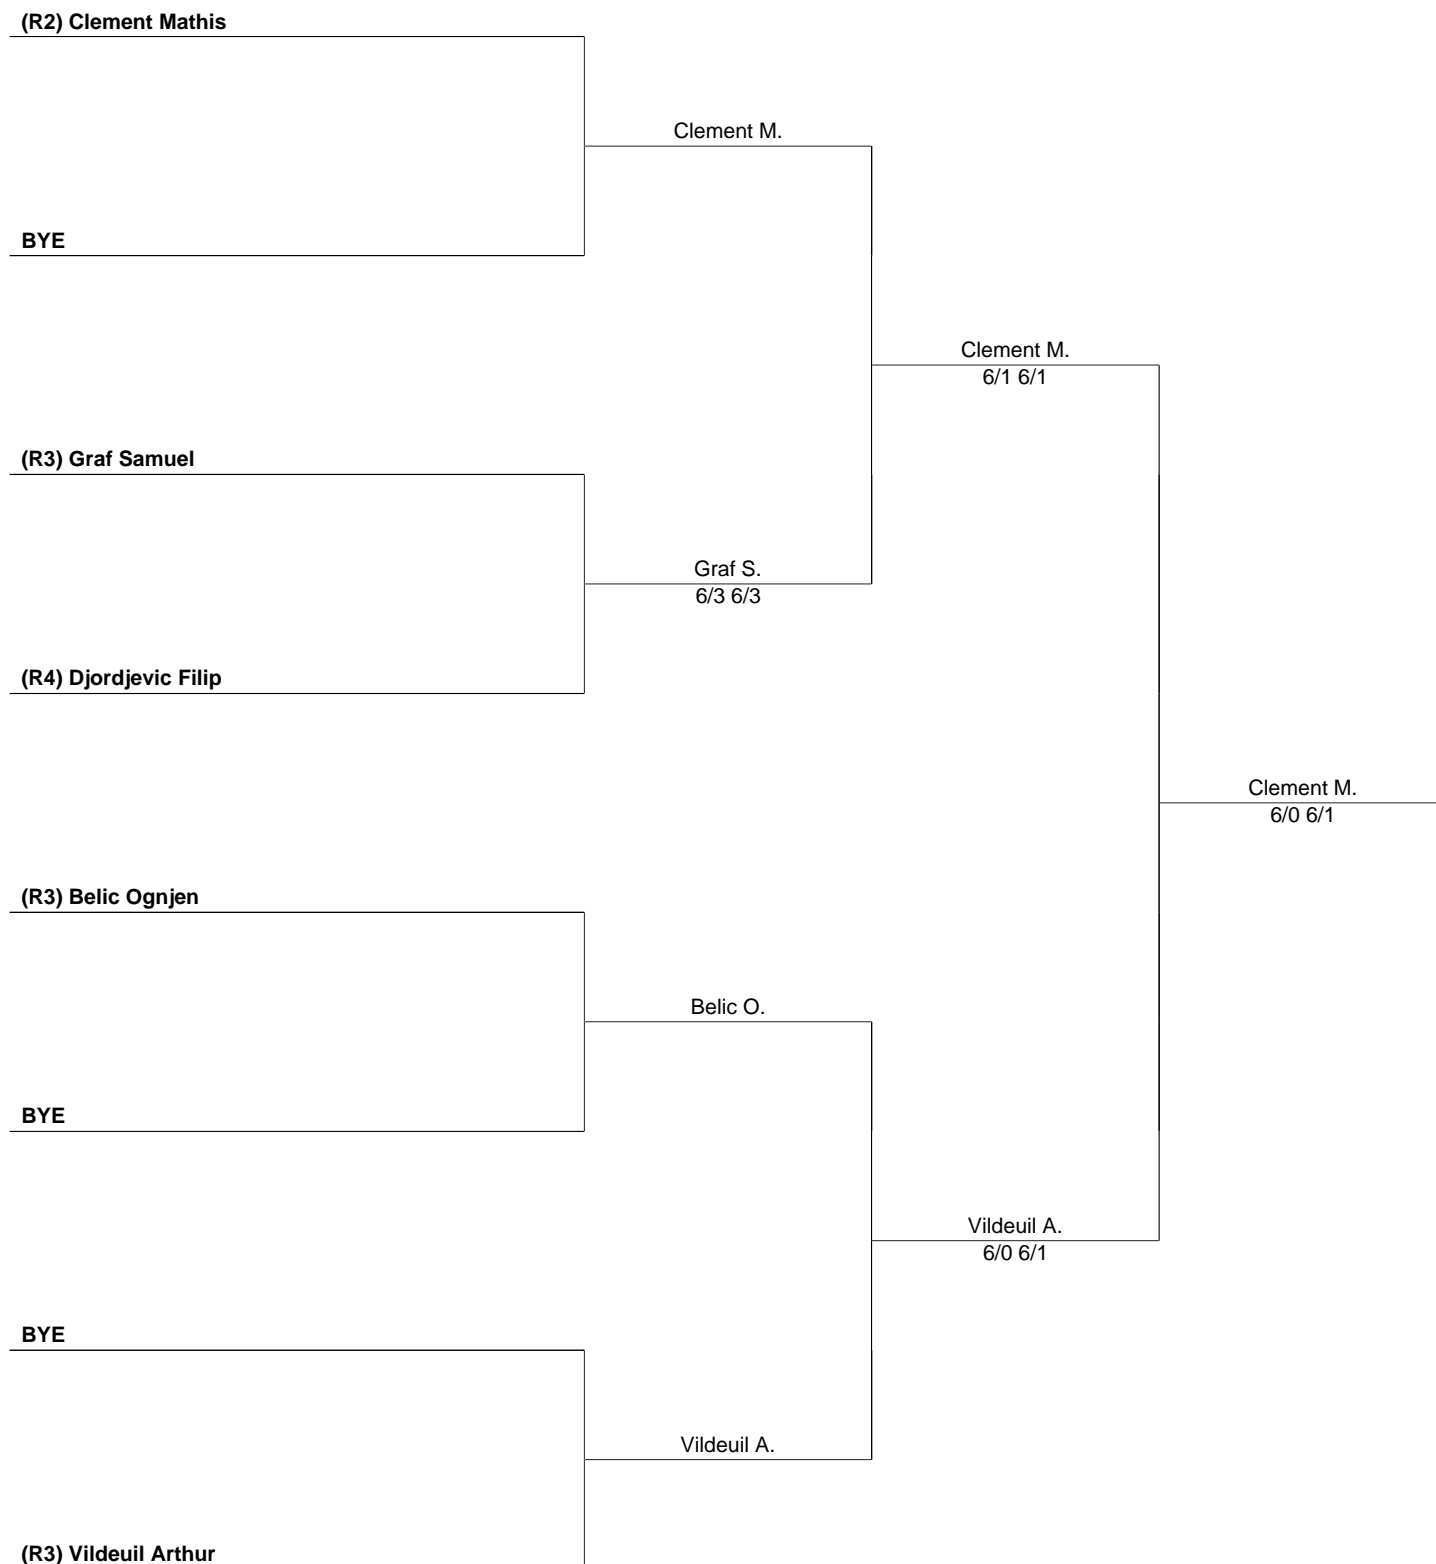 (R2) Clement Mathis
Clement M.
BYE
Clement M.
6/1 6/1
(R3) Graf Samuel
Graf S.
6/3 6/3
(R4) Djordjevic Filip
Clement M.
6/0 6/1
(R3) Belic Ognjen
Belic O.
BYE
Vildeuil A.
6/0 6/1
BYE
Vildeuil A.
(R3) Vildeuil Arthur